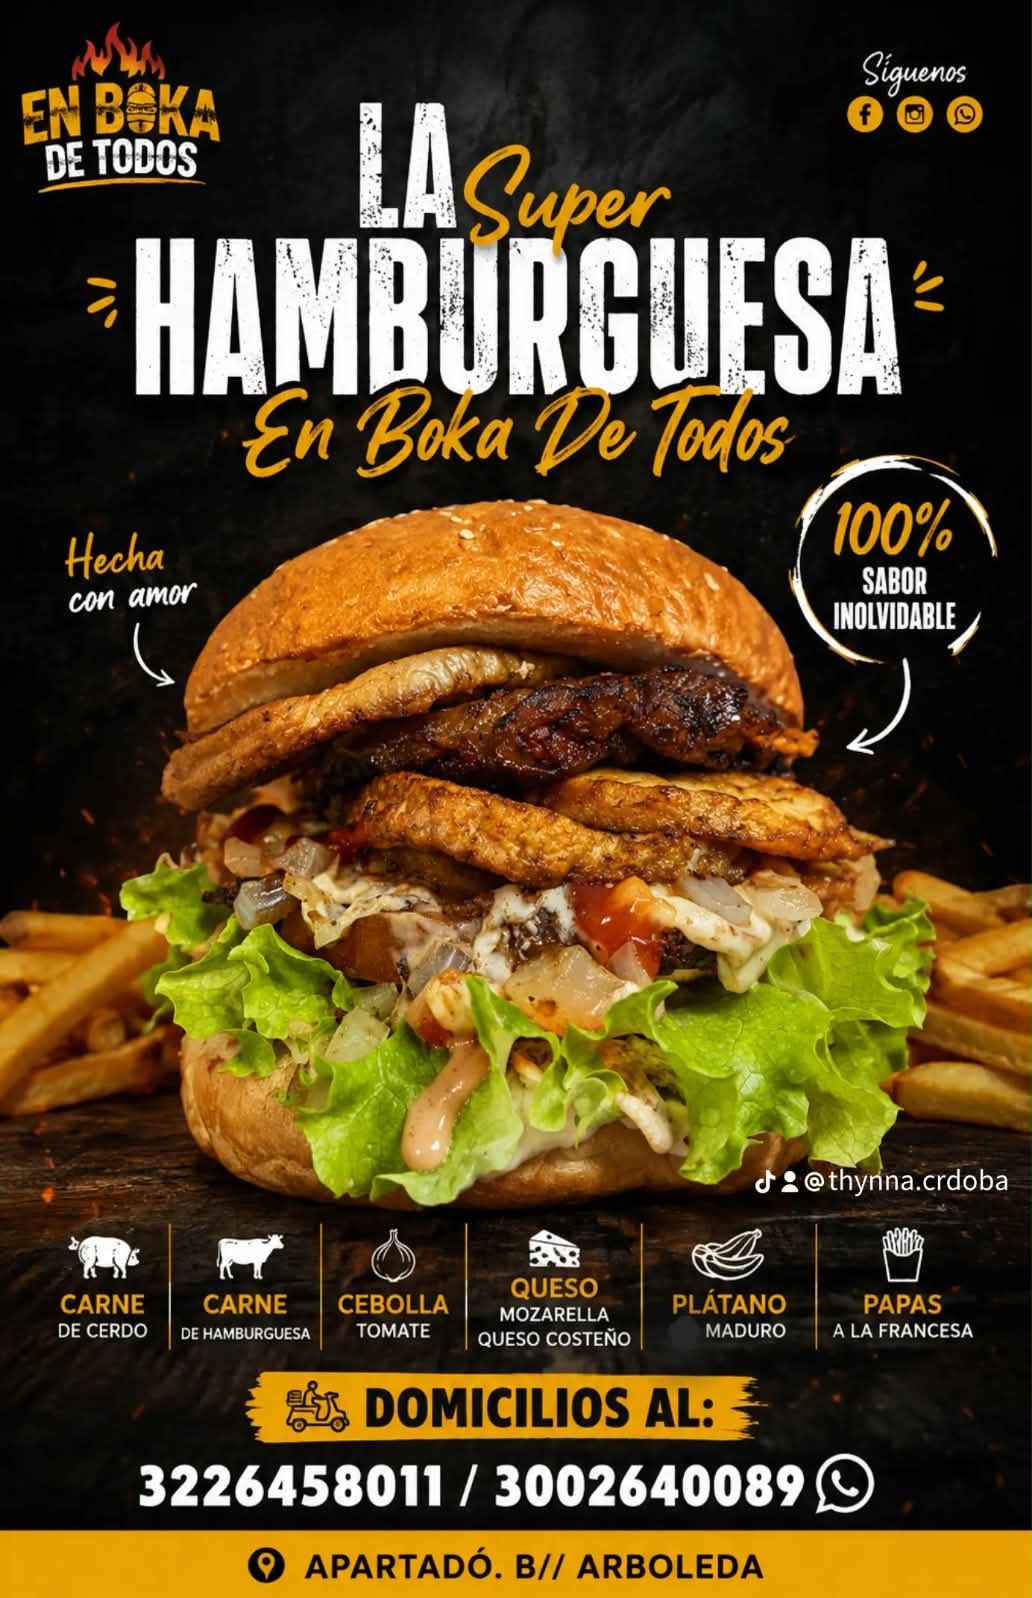 EN BOKA
DE TODOS
Síguenos
LA Super
HAMBURGUESA
En Boka De Todos
Hecha
con amor
100%
SABOR
INOLVIDABLE
@thynna.crdoba
CARNE
DE CERDO
CARNE
DE HAMBURGUESA
CEBOLLA
TOMATE
QUESO
MOZARELLA
QUESO COSTEÑO
PLÁTANO
MADURO
PAPAS
A LA FRANCESA
DOMICILIOS AL:
3226458011 / 3002640089
APARTADÓ. B// ARBOLEDA